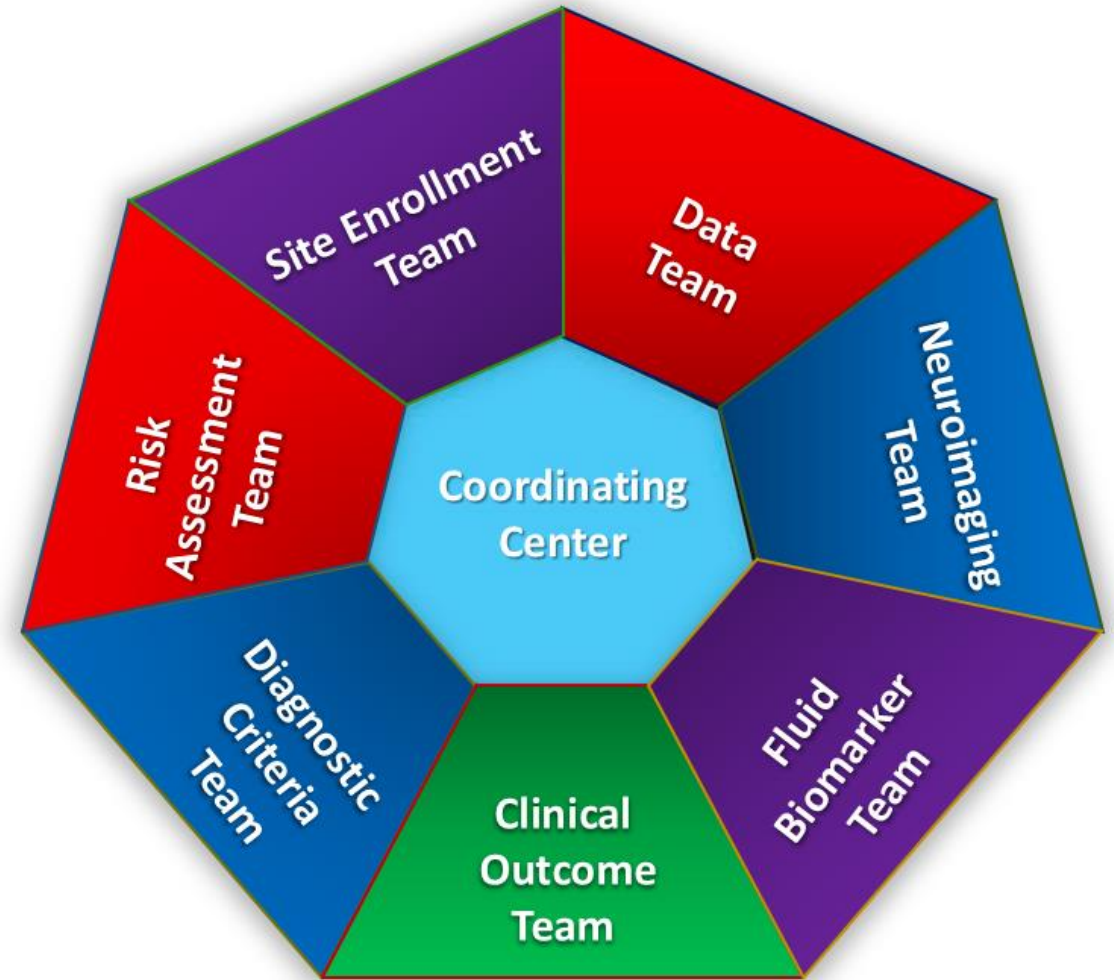 Site Enrollment
Team
Data
Team
Neuroimaging
Team
Fluid
Biomarker
Team
Clinical
Outcome
Team
Diagnostic
Criteria
Team
Risk
Assessment
Team
Coordinating
Center